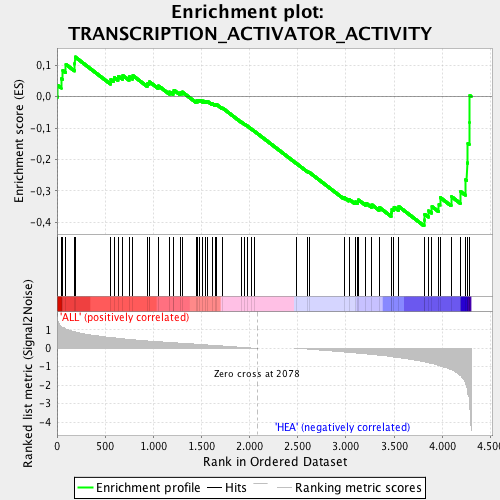 Enrichment plot:
TRANSCRIPTION_ACTIVATOR_ACTIVITY
Enrichment score (ES)
0,1
0,0
-0,1
-0,2
-0,3
-0,4
'ALL' (positively correlated)
Ranked list metric (Signal2Noise)
1
0
-1
-2
-3
-4
Zero cross at 2078
'HEA' (negatively correlated)
0
500
1.000
1.500
2.000
2.500
3.000
3.500
4.000
4.500
Rank in Ordered Dataset
Enrichment profile
Hits
Ranking metric scores